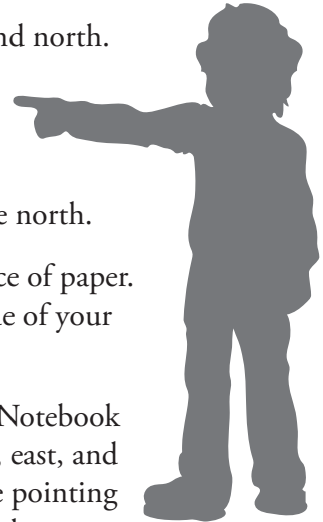 nd north.
e north.
ce of paper.
e of your
Notebook
, east, and
e pointing